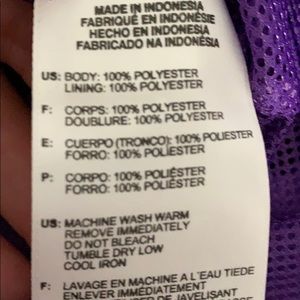 MADE IN INDONESIA
FABRIQUÉ EN INDONÉSIE
HECHO EN INDONESIA
FABRICADO NA INDONÉSIA
US: BODY: 100% POLYESTER
LINING: 100% POLYESTER
F: CORPS: 100% POLYESTER
DOUBLURE: 100% POLYESTER
E: CUERPO (TRONCO): 100% POLIESTER
FORRO: 100% POLIESTER
P: CORPO: 100% POLIÉSTER
FORRO: 100% POLIÉSTER
US: MACHINE WASH WARM
REMOVE IMMEDIATELY
DO NOT BLEACH
TUMBLE DRY LOW
COOL IRON
F: LAVAGE EN MACHINE A L'EAU TIEDE
ENLEVER IMMÉDIATEMENT
JAVELISANT